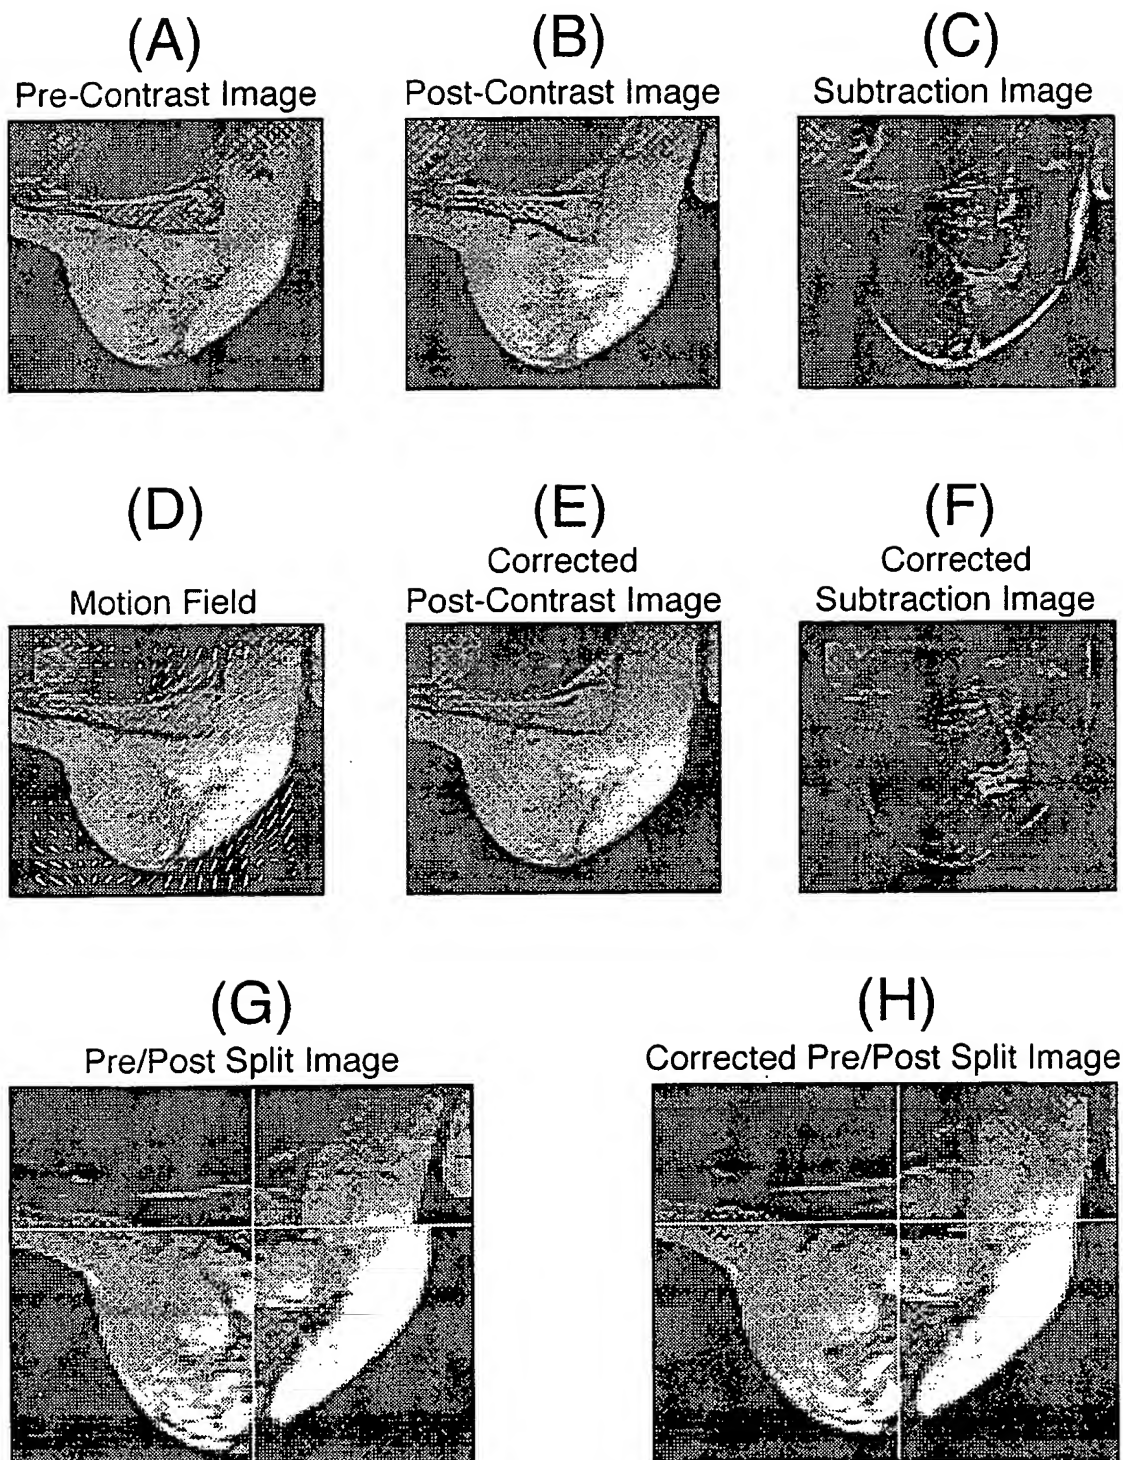 (A)
Pre-Contrast Image
(B)
Post-Contrast Image
(C)
Subtraction Image
(D)
Motion Field
(E)
Corrected
Post-Contrast Image
(F)
Corrected
Subtraction Image
(G)
Pre/Post Split Image
(H)
Corrected Pre/Post Split Image